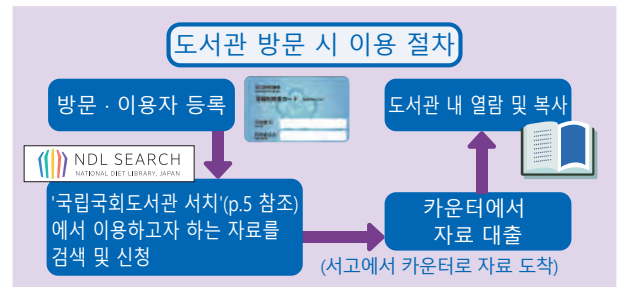 도서관 방문 시 이용 절차
방문 · 이용자 등록
도서관 내 열람 및 복사
NDL SEARCH
NATIONAL DIET LIBRARY, JAPAN
'국립국회도서관 서치'(p.5 참조)
에서 이용하고자 하는 자료를
검색 및 신청
카운터에서
자료 대출
(서고에서 카운터로 자료 도착)